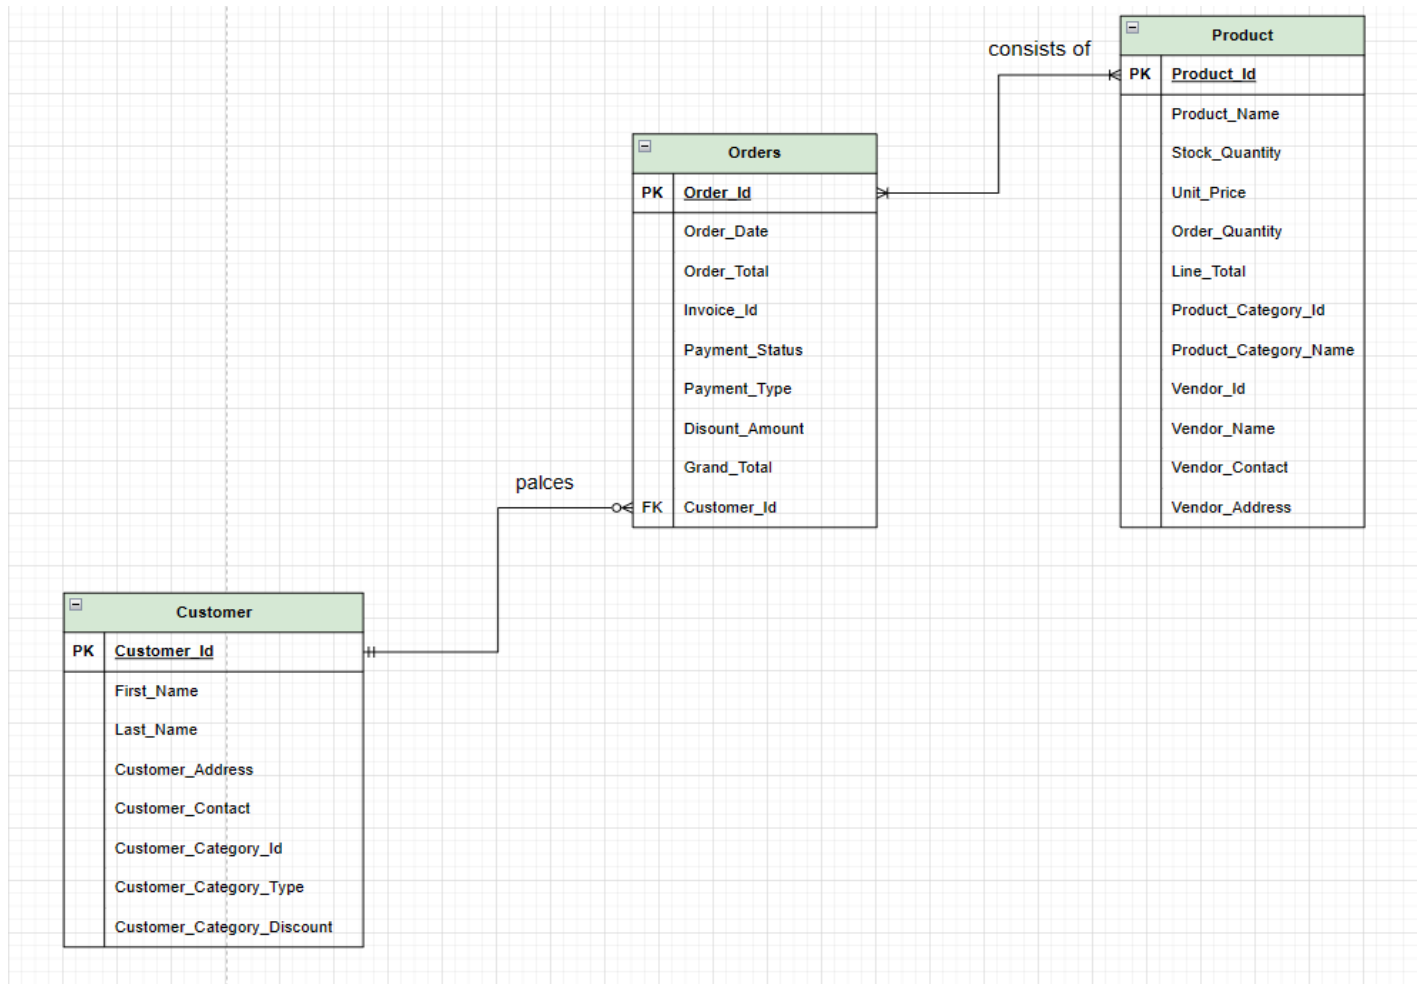 consists of
Product
PK Product_Id
Product_Name
Stock_Quantity
Unit_Price
Order_Quantity
Line_Total
Product_Category_Id
Product_Category_Name
Vendor_Id
Vendor_Name
Vendor_Contact
Vendor_Address
Orders
PK Order_Id
Order_Date
Order_Total
Invoice_Id
Payment_Status
Payment_Type
Disount_Amount
Grand_Total
FK Customer_Id
palces
Customer
PK Customer_Id
First_Name
Last_Name
Customer_Address
Customer_Contact
Customer_Category_Id
Customer_Category_Type
Customer_Category_Discount